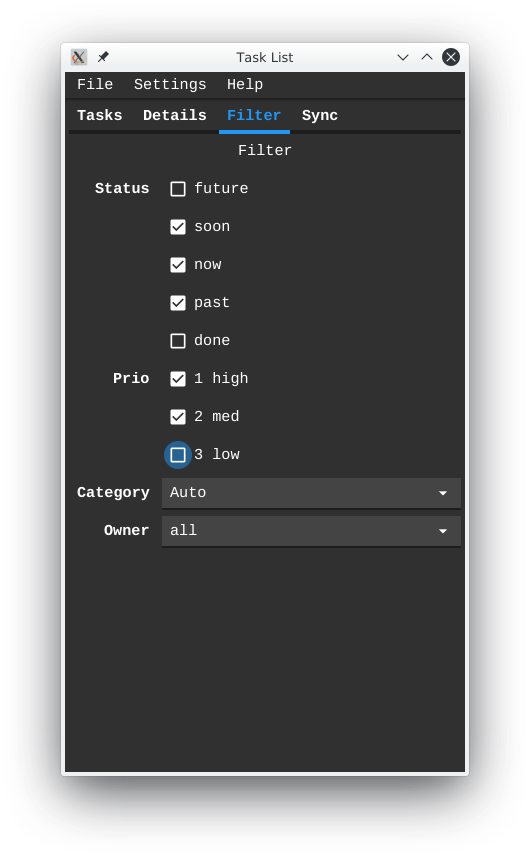 Task List
File Settings Help
Tasks Details Filter Sync
Filter
Status future
soon
now
past
done
Prio 1 high
2 med
3 low
Category Auto
Owner all